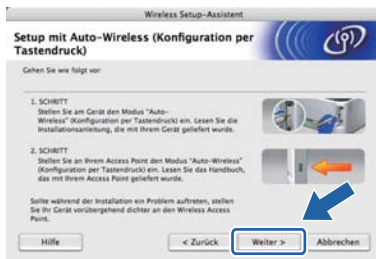 Wireless Setup-Assistent
Setup mit Auto-Wireless (Konfiguration per
Tastendruck)
Gehen Sie wie folgt vor:
1. SCHRITT
Stellen Sie am Gerät den Modus "Auto-
Wireless" (Konfiguration per Tastendruck) ein. Lesen Sie die
Installationsanleitung, die mit Ihrem Gerät geliefert wurde.
2. SCHRITT
Stellen Sie an Ihrem Access Point den Modus "Auto-Wireless"
(Konfiguration per Tastendruck) ein. Lesen Sie das Handbuch,
das mit Ihrem Access Point geliefert wurde.
Sollte während der Installation ein Problem auftreten, stellen
Sie Ihr Gerät vorübergehend dichter an den Wireless Access
Point.
Hilfe
< Zurück
Weiter >
Abbrechen